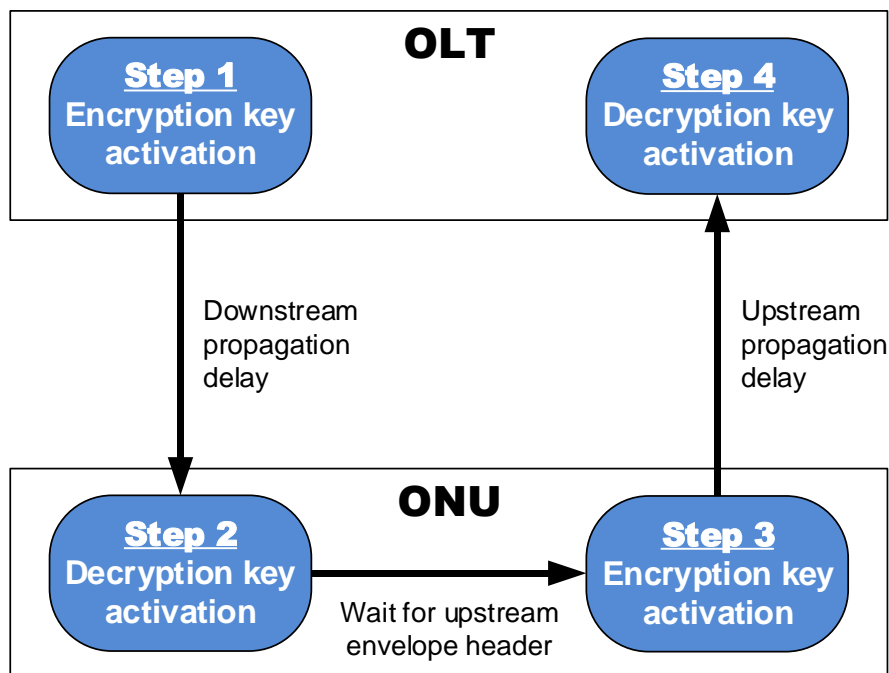 OLT
Step 1
Encryption key
activation
Step 4
Decryption key
activation
Downstream
propagation
delay
Upstream
propagation
delay
ONU
Step 2
Decryption key
activation
Wait for upstream
envelope header
Step 3
Encryption key
activation